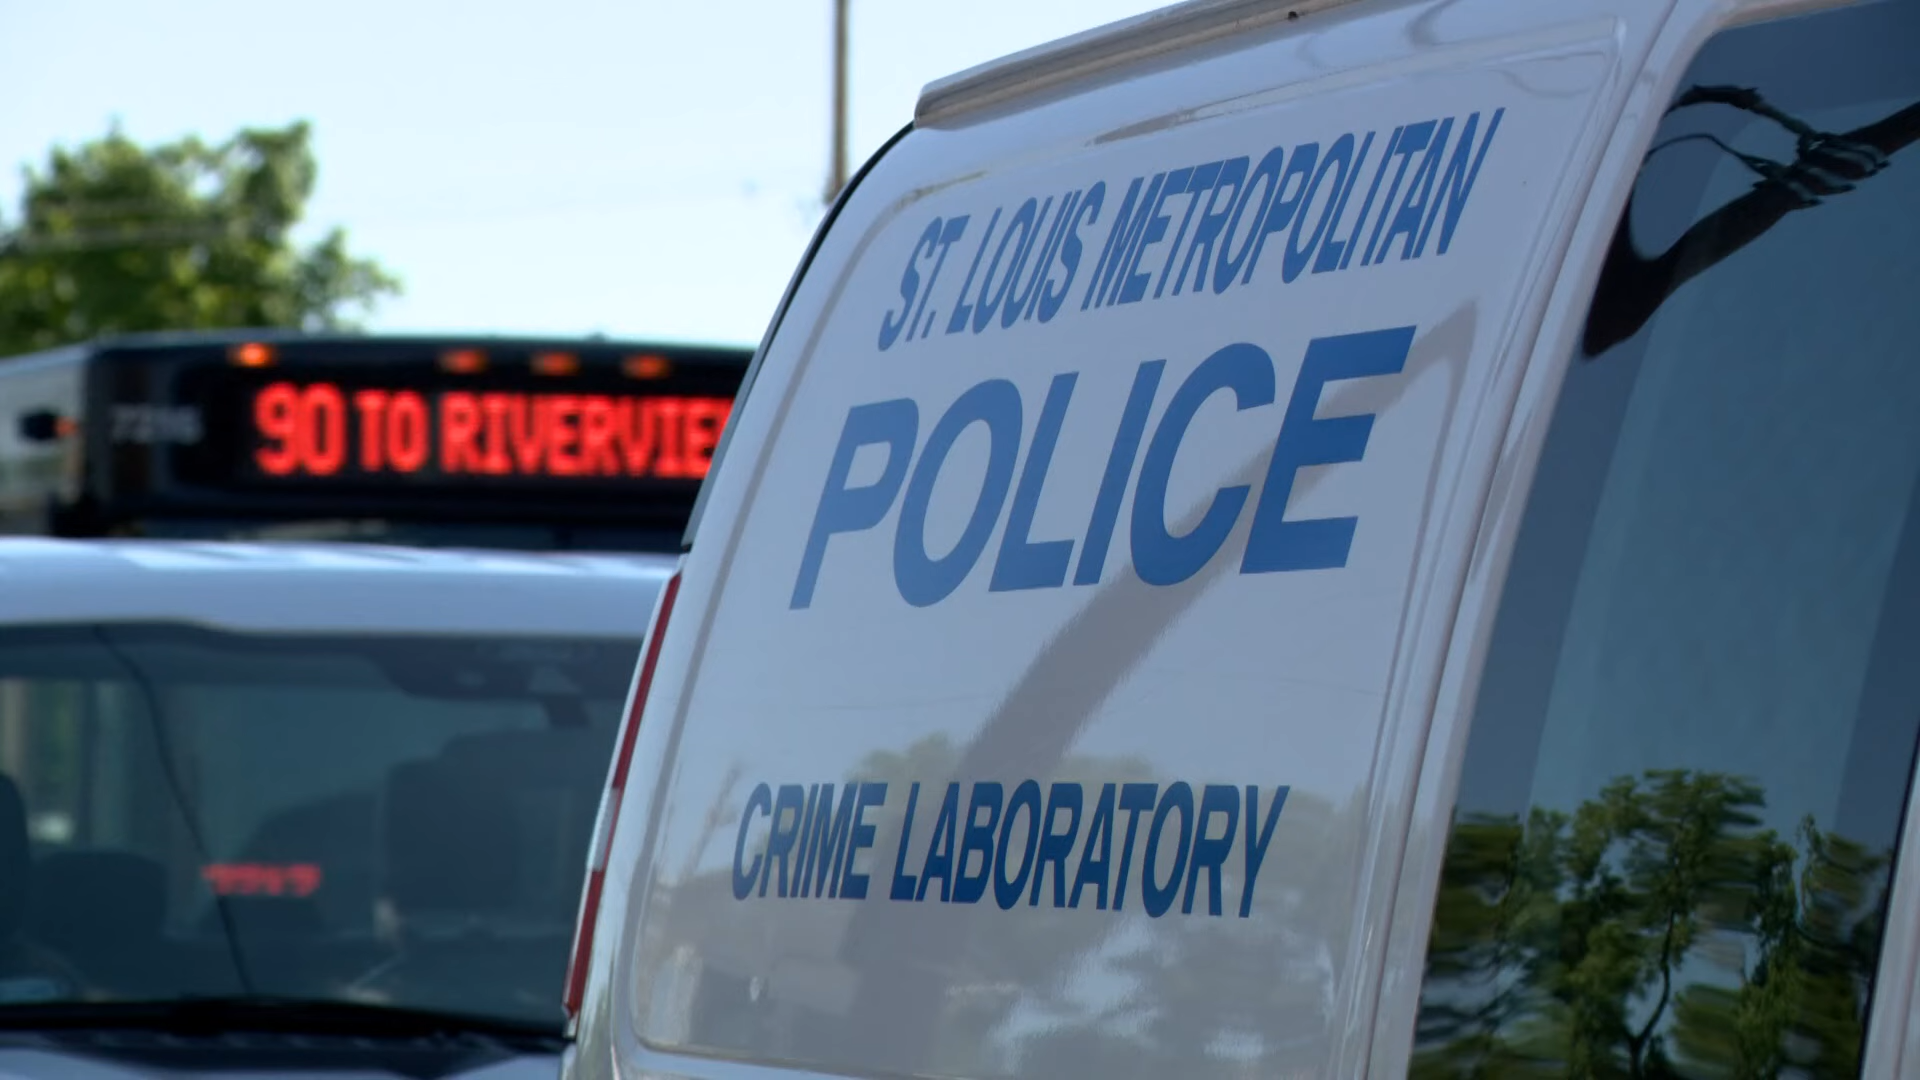 90 TO RIVERVIE
ST. LOUIS METROPOLITAN
POLICE
CRIME LABORATORY